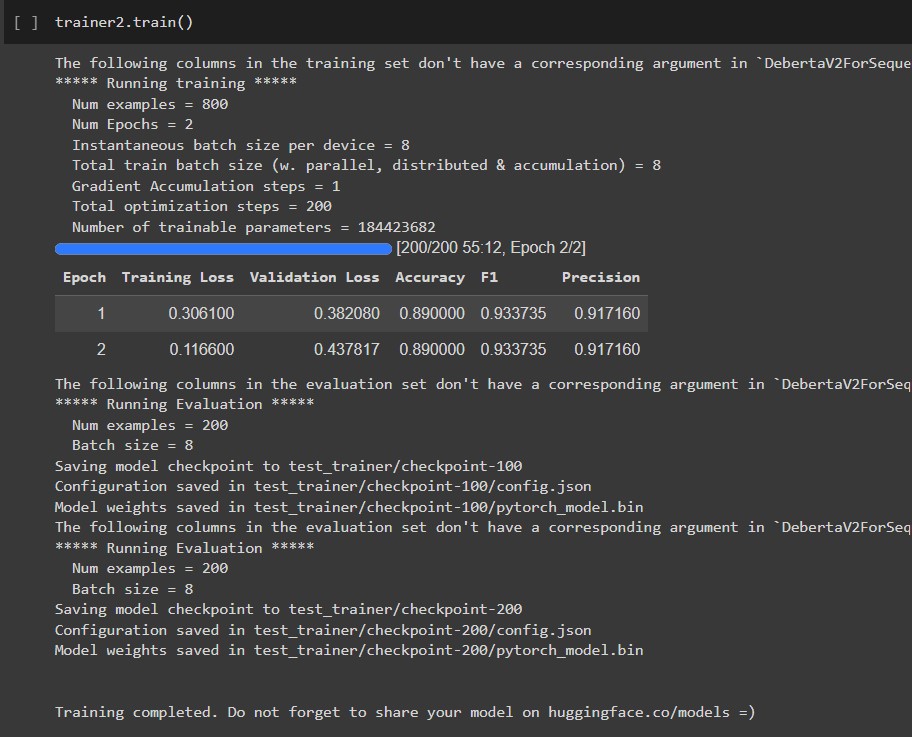 [ ] trainer2.train()
The following columns in the training set don't have a corresponding argument in `DebertaV2ForSeque
***** Running training *****
Num examples = 800
Num Epochs = 2
Instantaneous batch size per device = 8
Total train batch size (w. parallel, distributed & accumulation) = 8
Gradient Accumulation steps = 1
Total optimization steps = 200
Number of trainable parameters = 184423682
[200/200 55:12, Epoch 2/2]
Epoch Training Loss Validation Loss Accuracy F1 Precision
1 0.306100 0.382080 0.890000 0.933735 0.917160
2 0.116600 0.437817 0.890000 0.933735 0.917160
The following columns in the evaluation set don't have a corresponding argument in `DebertaV2ForSeq
***** Running Evaluation *****
Num examples = 200
Batch size = 8
Saving model checkpoint to test_trainer/checkpoint-100
Configuration saved in test_trainer/checkpoint-100/config.json
Model weights saved in test_trainer/checkpoint-100/pytorch_model.bin
The following columns in the evaluation set don't have a corresponding argument in `DebertaV2ForSeq
***** Running Evaluation *****
Num examples = 200
Batch size = 8
Saving model checkpoint to test_trainer/checkpoint-200
Configuration saved in test_trainer/checkpoint-200/config.json
Model weights saved in test_trainer/checkpoint-200/pytorch_model.bin
Training completed. Do not forget to share your model on huggingface.co/models =)